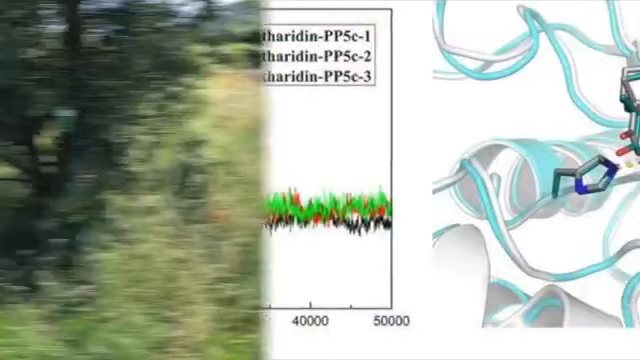 tharidin-PP5c-1
tharidin-PP5c-2
tharidin-PP5c-3
40000 50000